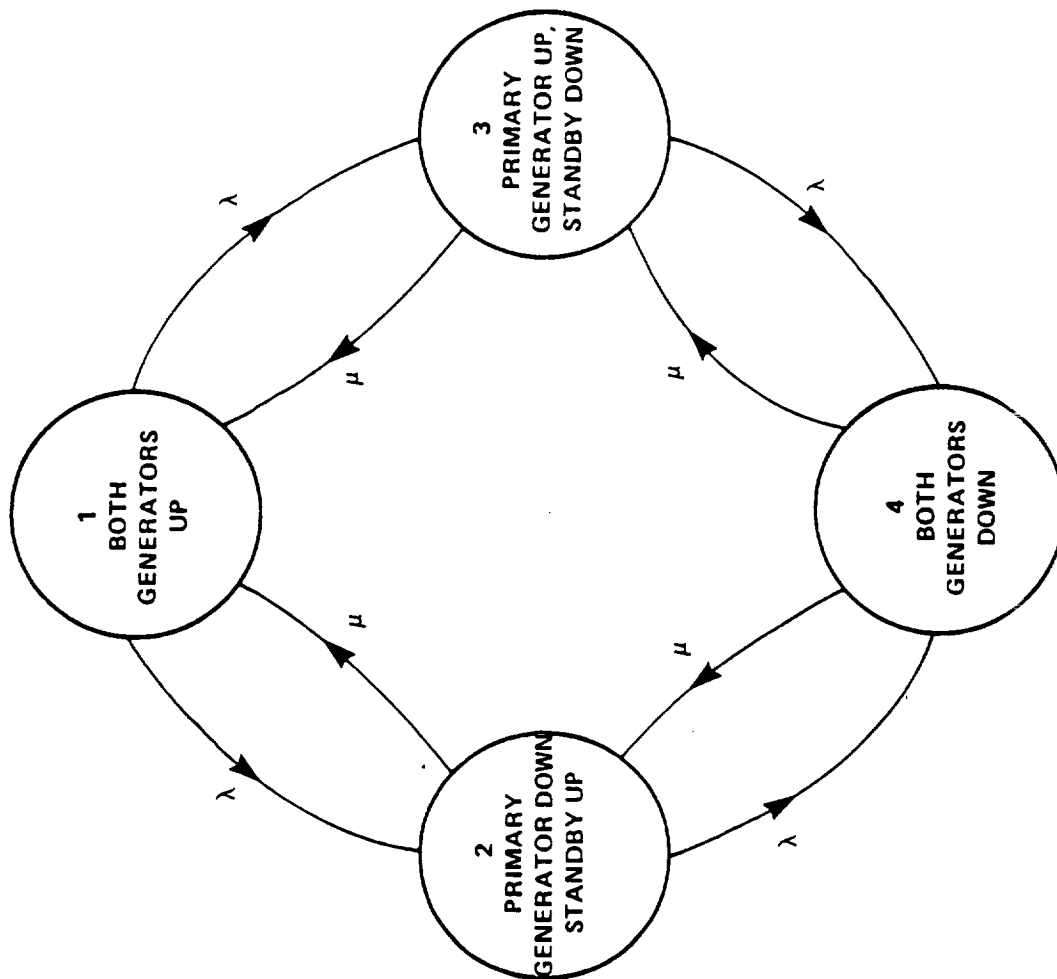 1
BOTH
GENERATORS
UP
λ
λ
μ
μ
2
PRIMARY
GENERATOR DOWN
STANDBY UP
3
PRIMARY
GENERATOR UP,
STANDBY DOWN
μ
μ
λ
λ
4
BOTH
GENERATORS
DOWN